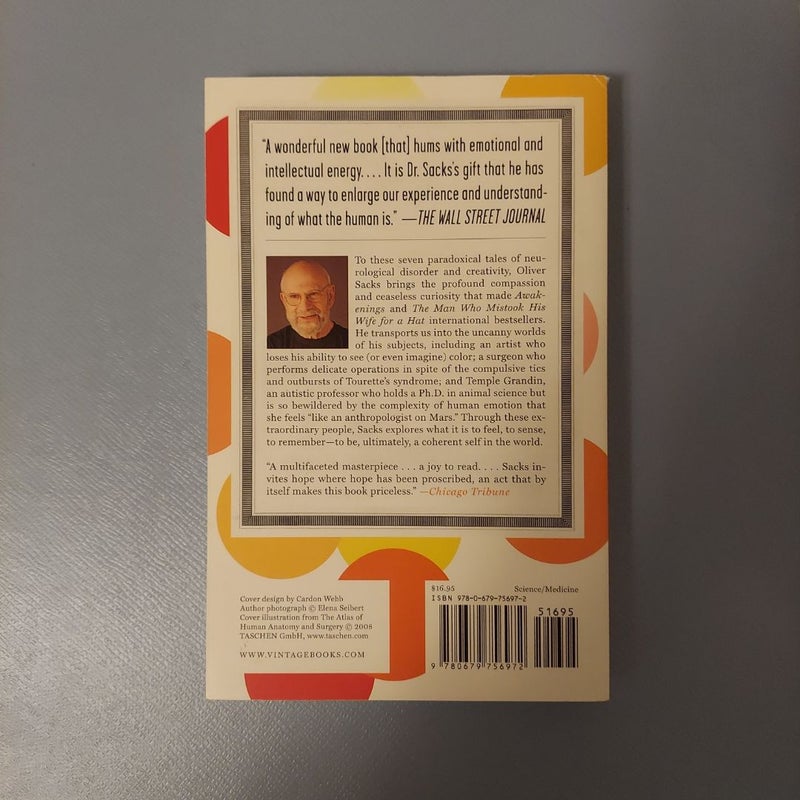 "A wonderful new book [that] hums with emotional and
intellectual energy. . . . It is Dr. Sacks's gift that he has
found a way to enlarge our experience and understand-
ing of what the human is." —THE WALL STREET JOURNAL
To these seven paradoxical tales of neu-
rological disorder and creativity, Oliver
Sacks brings the profound compassion
and ceaseless curiosity that made Awak-
enings and The Man Who Mistook His
Wife for a Hat international bestsellers.
He transports us into the uncanny worlds
of his subjects, including an artist who
loses his ability to see (or even imagine) color; a surgeon who
performs delicate operations in spite of the compulsive tics
and outbursts of Tourette's syndrome; and Temple Grandin,
an autistic professor who holds a Ph.D. in animal science but
is so bewildered by the complexity of human emotion that
she feels "like an anthropologist on Mars." Through these ex-
traordinary people, Sacks explores what it is to feel, to sense,
to remember—to be, ultimately, a coherent self in the world.
"A multifaceted masterpiece . . . a joy to read. . . . Sacks in-
vites hope where hope has been proscribed, an act that by
itself makes this book priceless." —Chicago Tribune
Cover design by Cardon Webb
Author photograph © Elena Seibert
Cover illustration from The Atlas of
Human Anatomy and Surgery © 2008
TASCHEN GmbH, www.taschen.com
WWW.VINTAGEBOOKS.COM
$16.95 Science/Medicine
ISBN 978-0-679-75697-2
51695
9 780679 756972